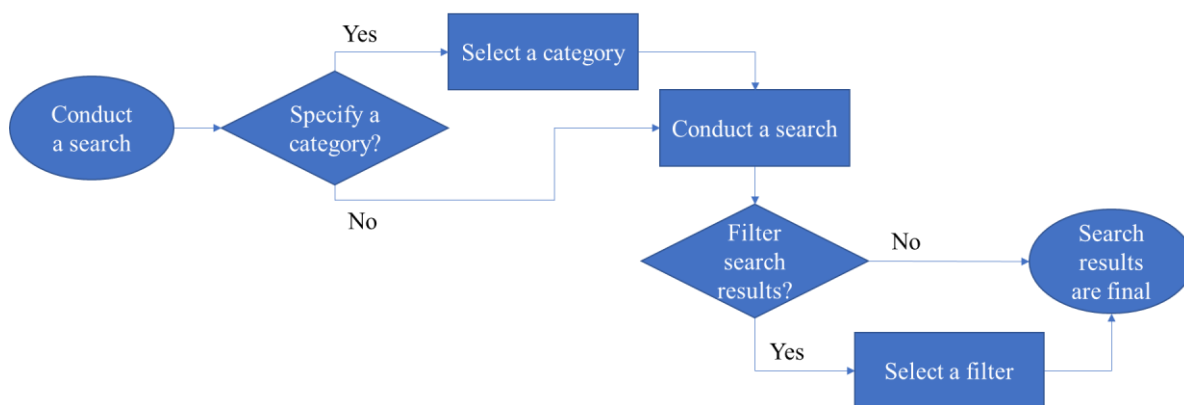 Conduct
a search
Specify a
category?
Yes
No
Select a category
Conduct a search
Filter
search
results?
No
Yes
Select a filter
Search
results
are final